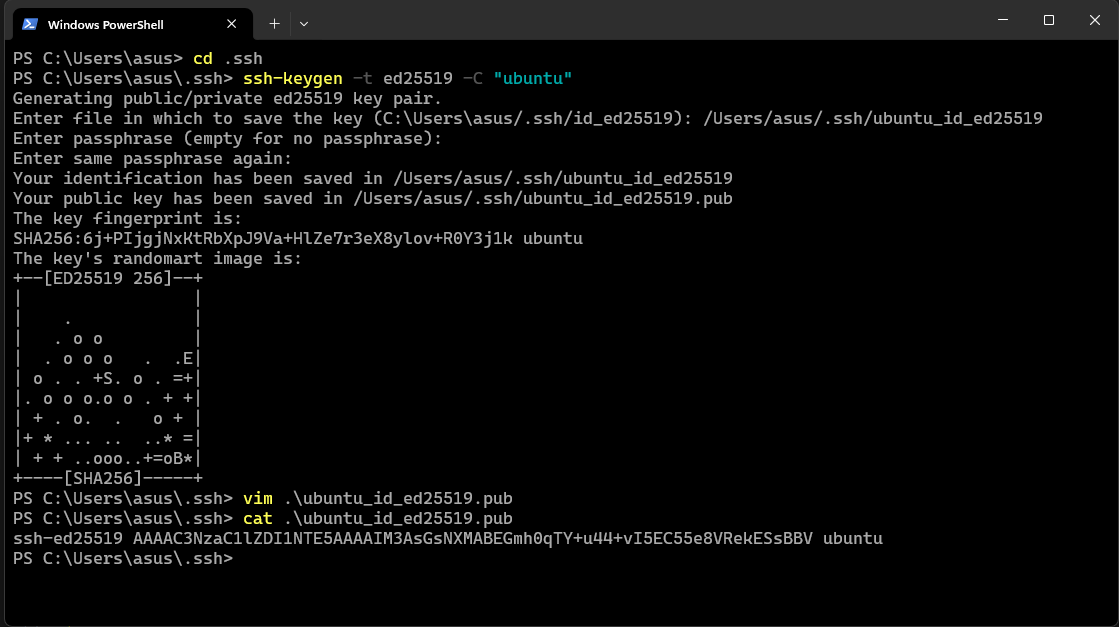 Windows PowerShell
PS C:\Users\asus> cd .ssh
PS C:\Users\asus\.ssh> ssh-keygen -t ed25519 -C "ubuntu"
Generating public/private ed25519 key pair.
Enter file in which to save the key (C:\Users\asus/.ssh/id_ed25519): /Users/asus/.ssh/ubuntu_id_ed25519
Enter passphrase (empty for no passphrase):
Enter same passphrase again:
Your identification has been saved in /Users/asus/.ssh/ubuntu_id_ed25519
Your public key has been saved in /Users/asus/.ssh/ubuntu_id_ed25519.pub
The key fingerprint is:
SHA256:6j+PIjgjNxKtRbXpJ9Va+HlZe7r3eX8ylov+R0Y3j1k ubuntu
The key's randomart image is:
+--[ED25519 256]--+
|                 |
|    .            |
|   . o o         |
|  . o o o   .  .E|
| o . . +S. o . =+|
|. o o o.o o . + +|
| + . o.  .   o + |
|+ * ... ..  ..* =|
| + + ..ooo..+=oB*|
+----[SHA256]-----+
PS C:\Users\asus\.ssh> vim .\ubuntu_id_ed25519.pub
PS C:\Users\asus\.ssh> cat .\ubuntu_id_ed25519.pub
ssh-ed25519 AAAAC3NzaC1lZDI1NTE5AAAAIM3AsGsNXMABEGmh0qTY+u44+vI5EC55e8VRekESsBBV ubuntu
PS C:\Users\asus\.ssh>